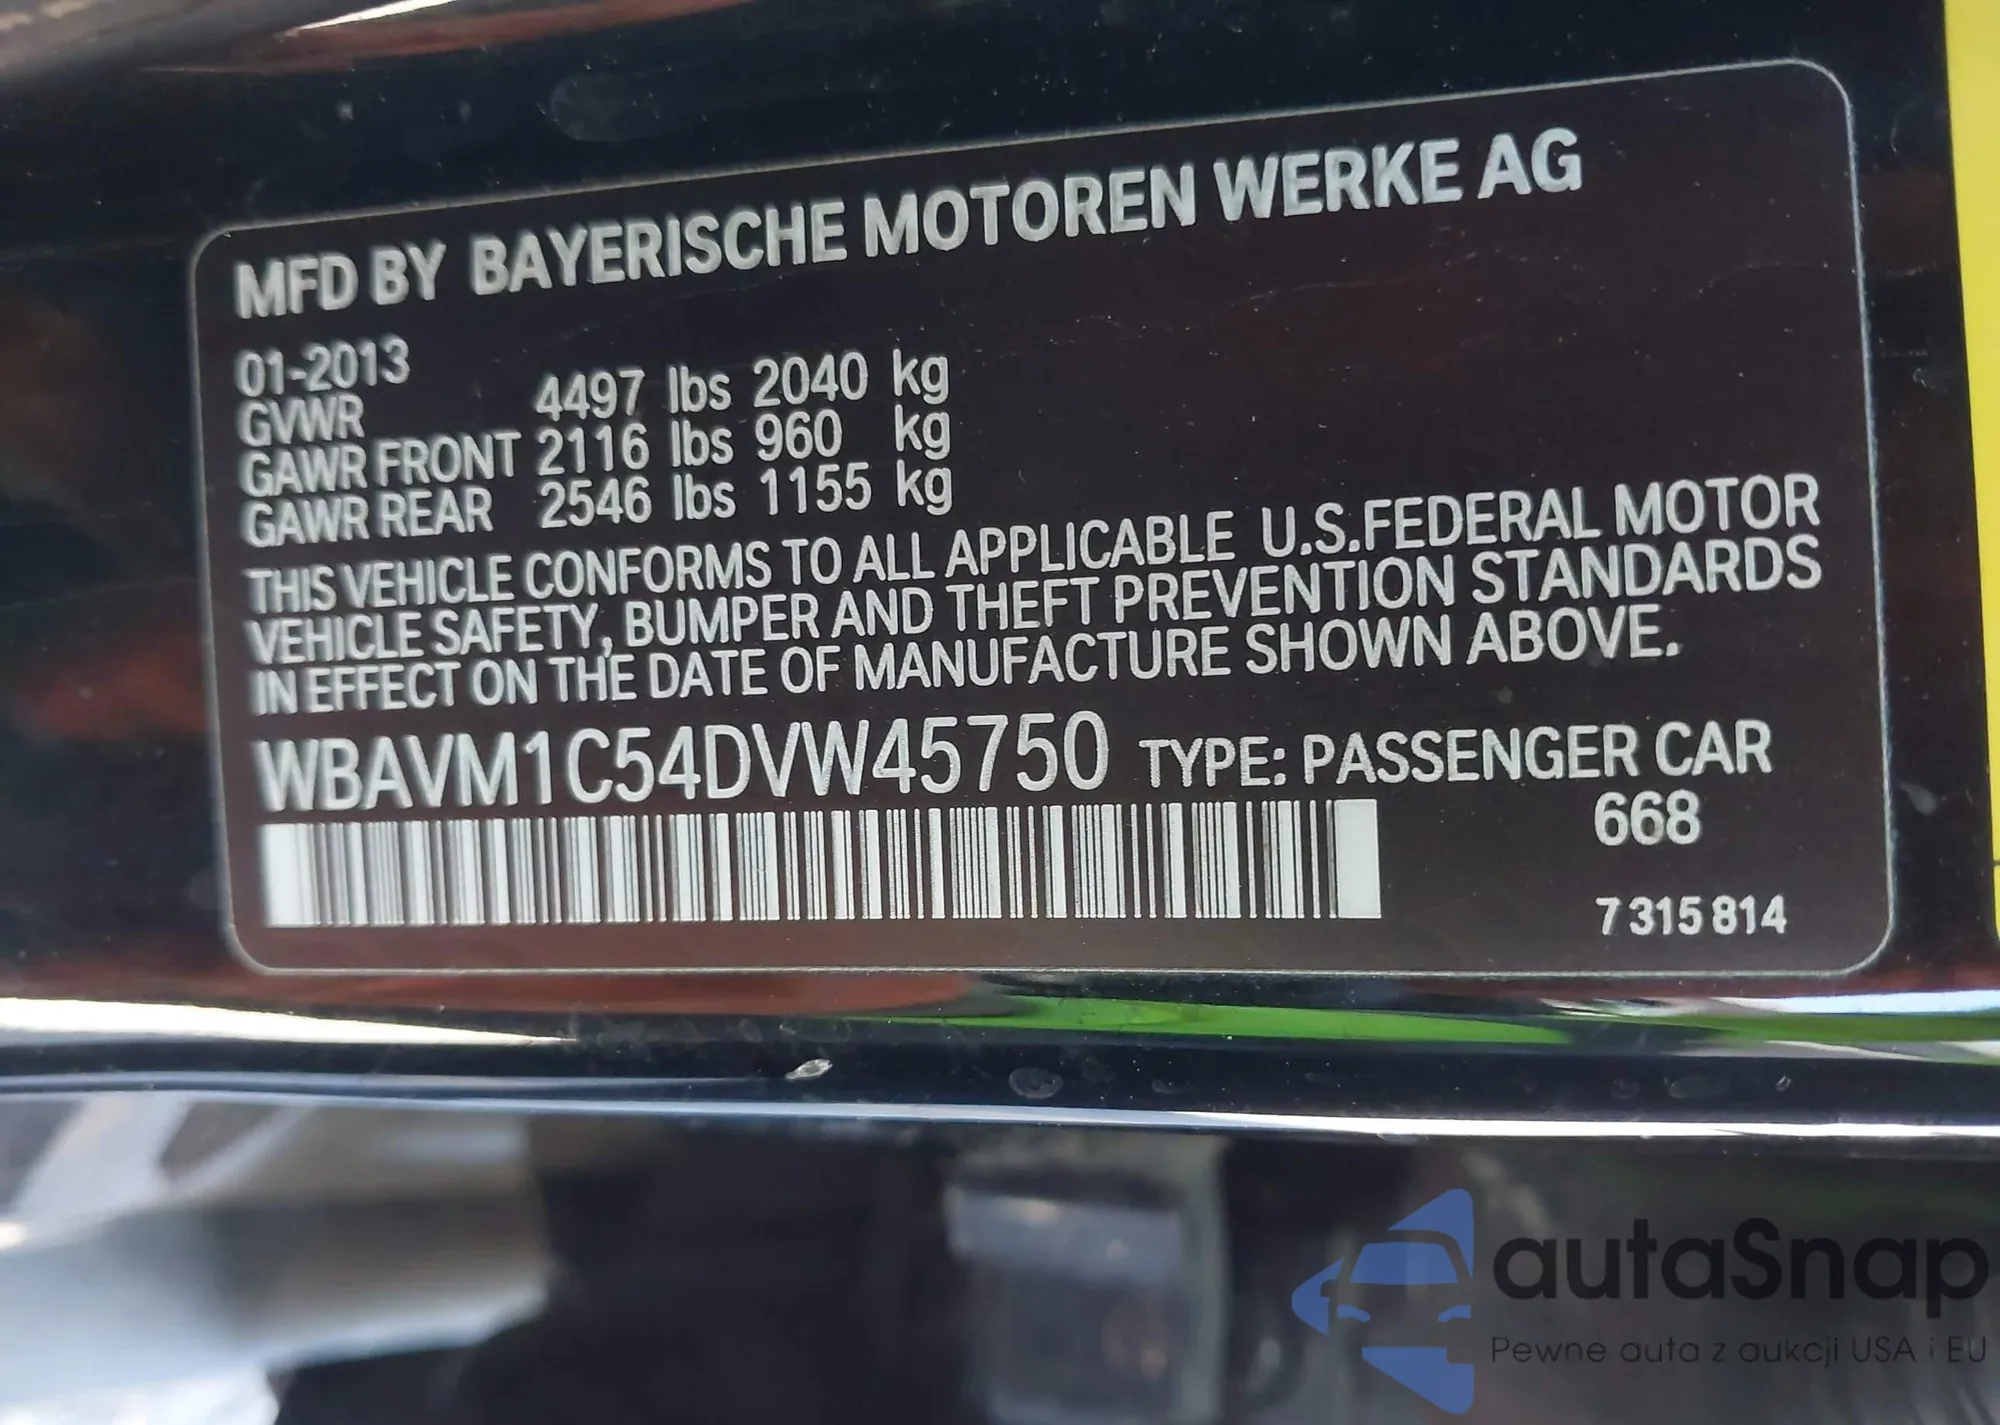 MFD BY BAYERISCHE MOTOREN WERKE AG
01-2013
GVWR 4497 lbs 2040 kg
GAWR FRONT 2116 lbs 960 kg
GAWR REAR 2546 lbs 1155 kg
THIS VEHICLE CONFORMS TO ALL APPLICABLE U.S.FEDERAL MOTOR
VEHICLE SAFETY, BUMPER AND THEFT PREVENTION STANDARDS
IN EFFECT ON THE DATE OF MANUFACTURE SHOWN ABOVE.
WBAVM1C54DVW45750 TYPE: PASSENGER CAR
668
7 315 814
autaSnap
Pewne auta z aukcji USA i EU